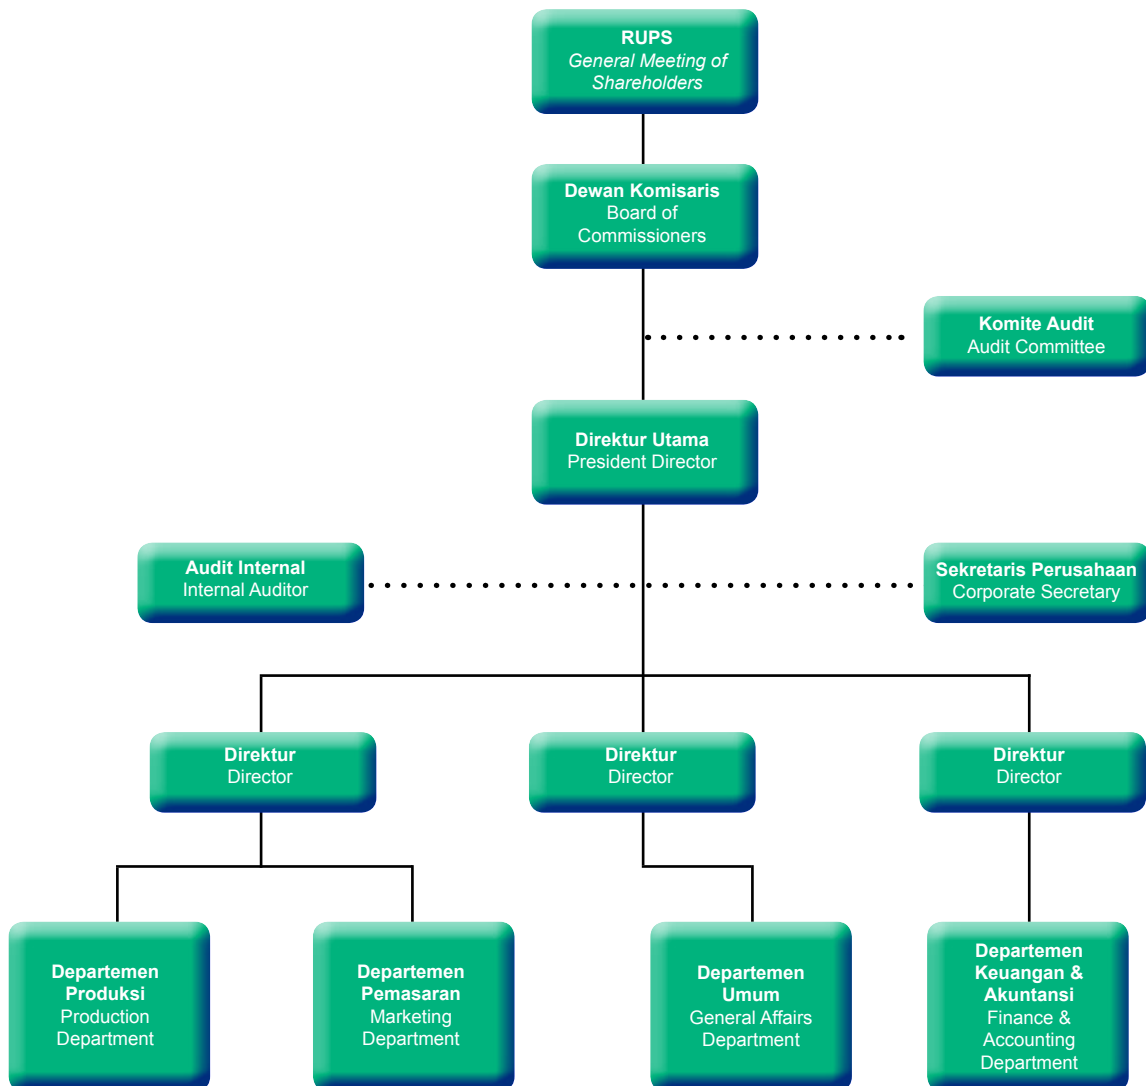 RUPS
General Meeting of
Shareholders
Dewan Komisaris
Board of
Commissioners
Komite Audit
Audit Committee
Direktur Utama
President Director
Audit Internal
Internal Auditor
Sekretaris Perusahaan
Corporate Secretary
Direktur
Director
Direktur
Director
Direktur
Director
Departemen
Produksi
Production
Department
Departemen
Pemasaran
Marketing
Department
Departemen
Umum
General Affairs
Department
Departemen
Keuangan &
Akuntansi
Finance &
Accounting
Department